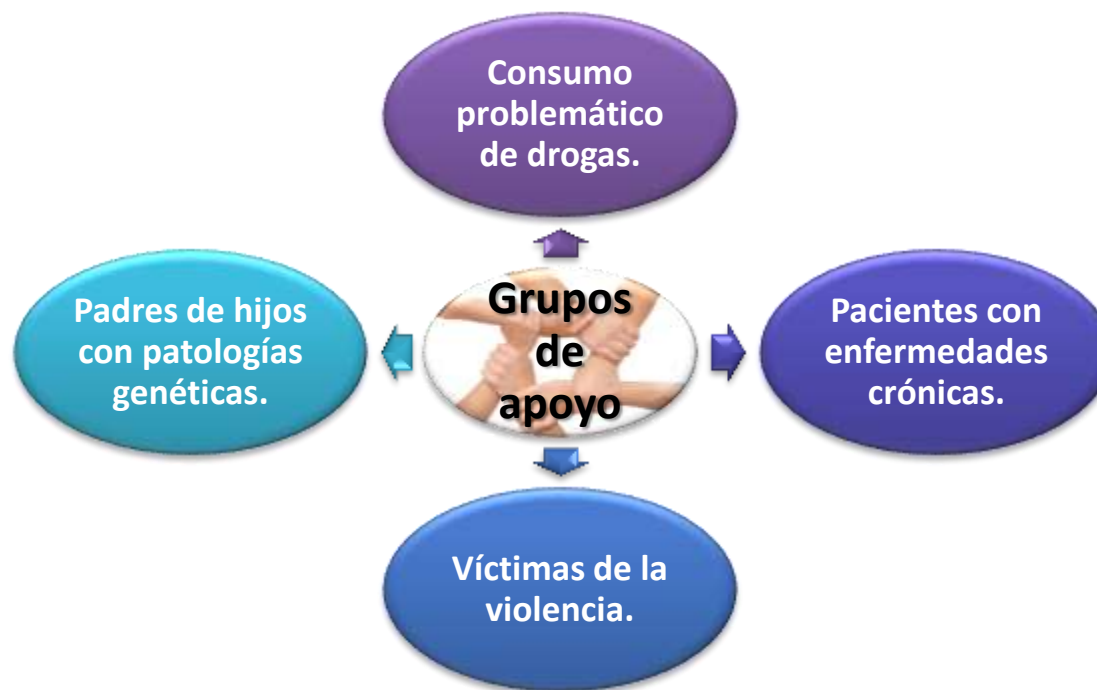 Consumo
problemático
de drogas.
Padres de hijos
con patologías
genéticas.
Grupos
de
apoyo
Pacientes con
enfermedades
crónicas.
Víctimas de la
violencia.